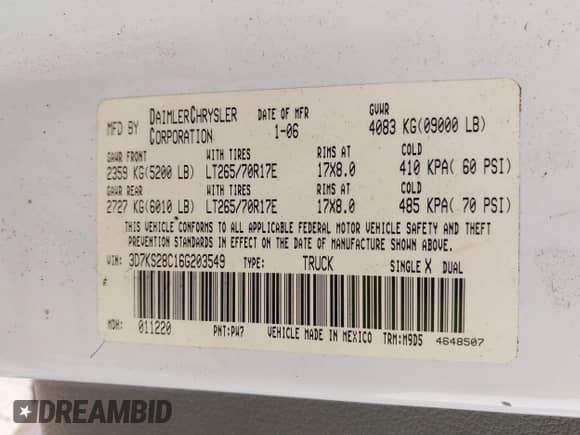 MFD BY DAIMLERCHRYSLER CORPORATION DATE OF MFR 1-06 GVWR 4083 KG(09000 LB)
GAWR FRONT WITH TIRES RIMS AT COLD
2359 KG(5200 LB) LT265/70R17E 17X8.0 410 KPA( 60 PSI)
GAWR REAR WITH TIRES RIMS AT COLD
2727 KG(6010 LB) LT265/70R17E 17X8.0 485 KPA( 70 PSI)
THIS VEHICLE CONFORMS TO ALL APPLICABLE FEDERAL MOTOR VEHICLE SAFETY AND THEFT
PREVENTION STANDARDS IN EFFECT ON THE DATE OF MANUFACTURE SHOWN ABOVE.
VIN: 3D7KS28C16G203549 TYPE: TRUCK SINGLE X DUAL
MDH: 011220 PNT:PW7 VEHICLE MADE IN MEXICO TRM:M9D5 4648507
DREAMBID